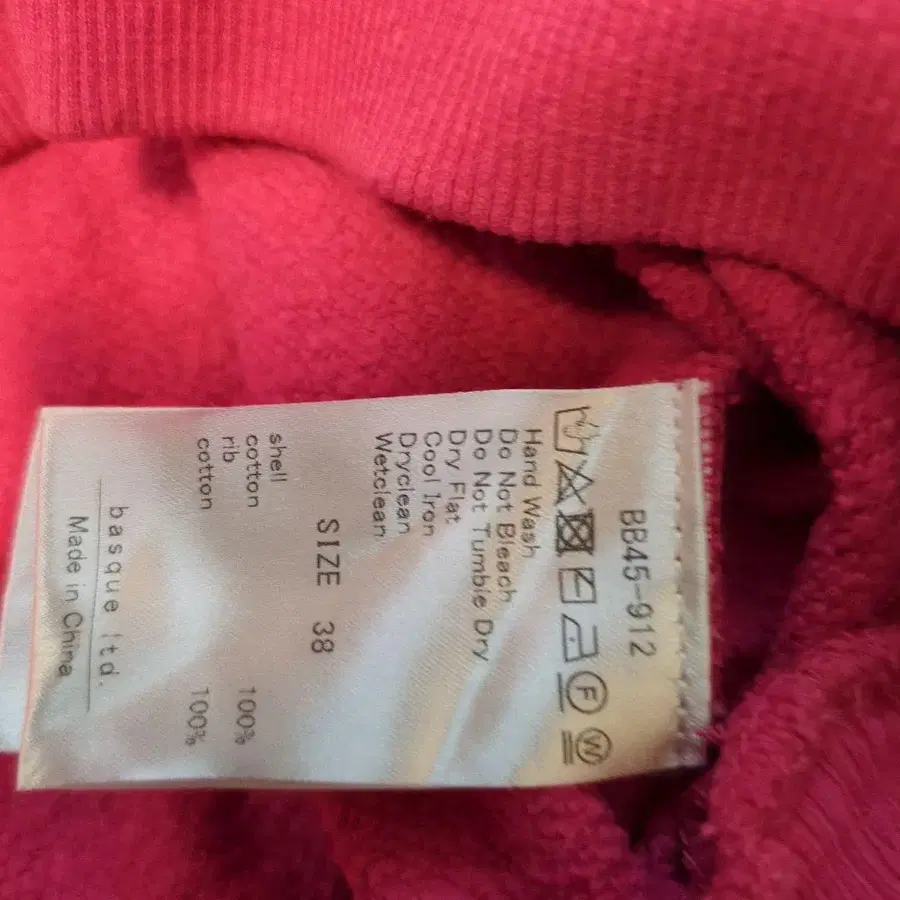 BB45-912
F W
Hand Wash
Do Not Bleach
Do Not Tumble Dry
Dry Flat
Cool Iron
Dryclean
Wetclean
SIZE 38
shell
cotton 100%
rib
cotton 100%
basque ltd.
Made in China